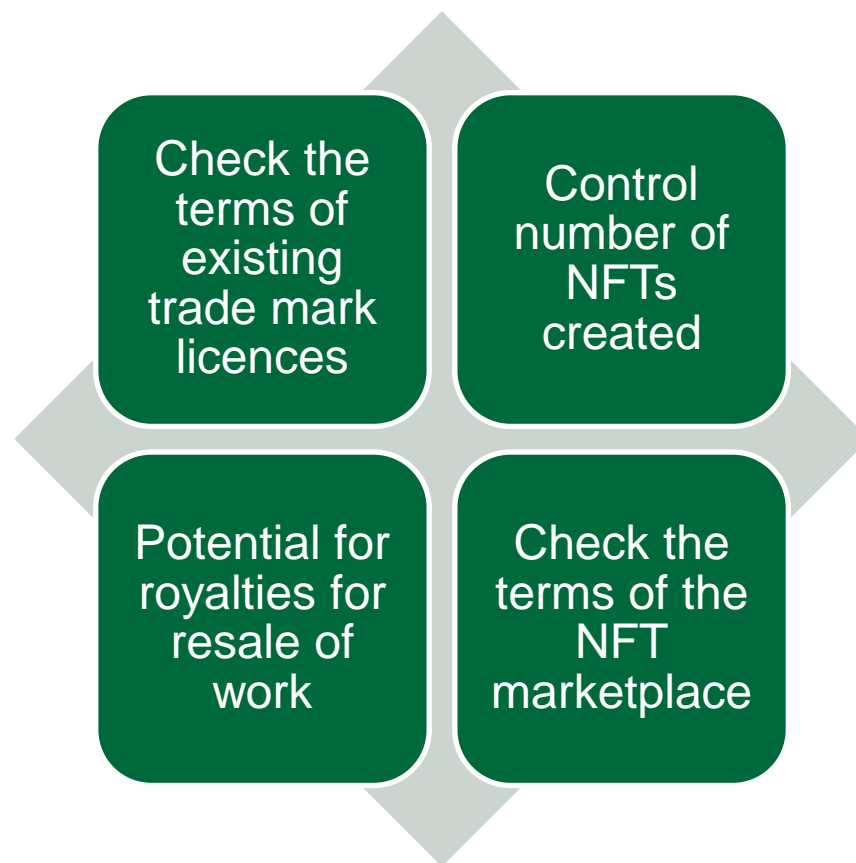 Check the
terms of
existing
trade mark
licences
Control
number of
NFTs
created
Potential for
royalties for
resale of
work
Check the
terms of the
NFT
marketplace